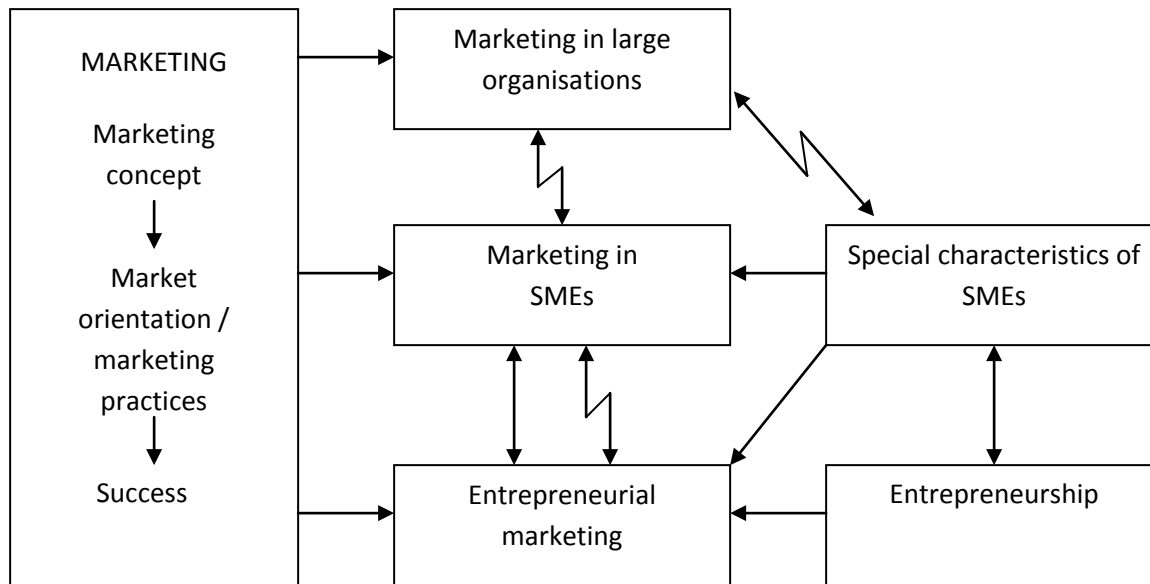 MARKETING
Marketing
concept
Market
orientation /
marketing
practices
Success
Marketing in large
organisations
Marketing in
SMEs
Special characteristics of
SMEs
Entrepreneurial
marketing
Entrepreneurship